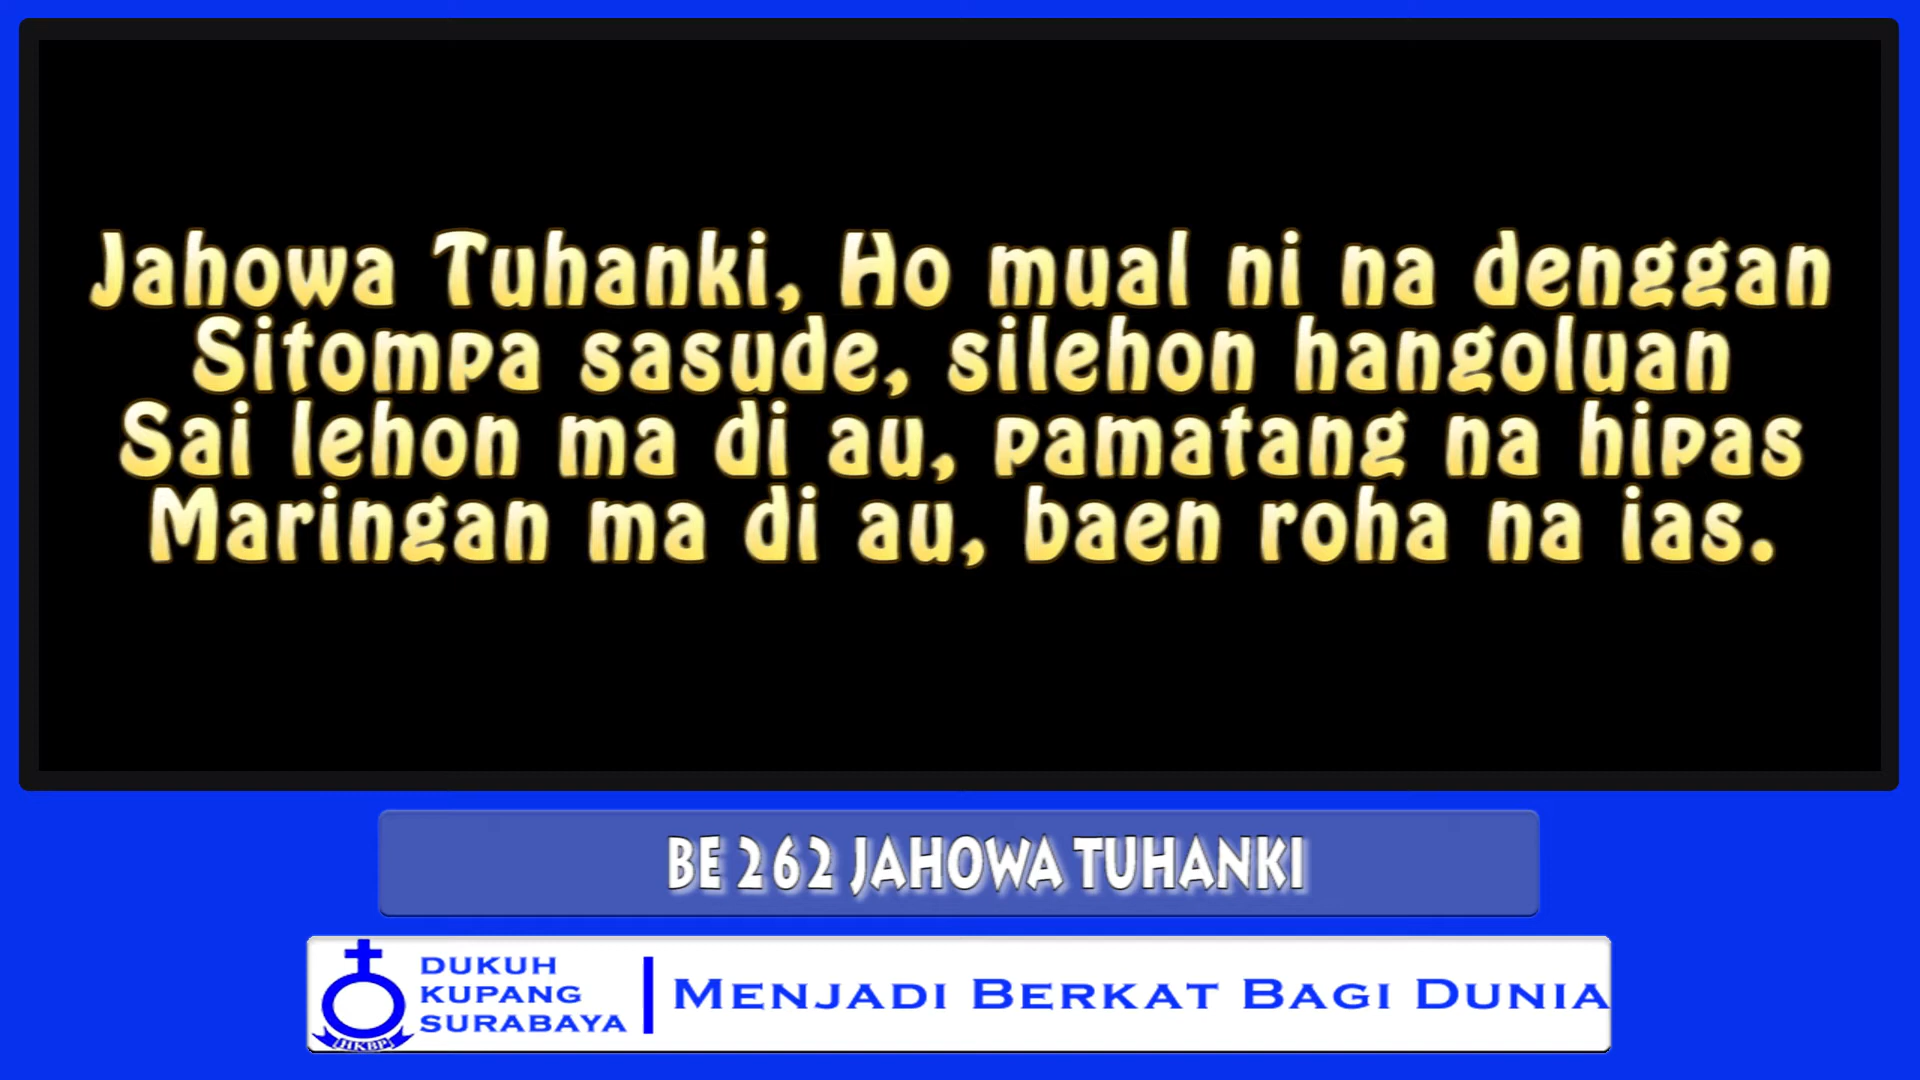 Jahowa Tuhanki, Ho mual ni na denggan
Sitompa sasude, silehon hangoluan
Sai lehon ma di au, pamatang na hipas
Maringan ma di au, baen roha na ias.
BE 262 JAHOWA TUHANKI
DUKUH
KUPANG
SURABAYA
HKBP
MENJADI BERKAT BAGI DUNIA